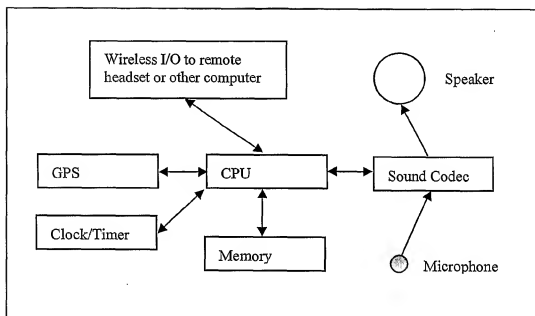 Wireless I/O to remote
headset or other computer
Speaker
GPS
CPU
Sound Codec
Clock/Timer
Memory
Microphone